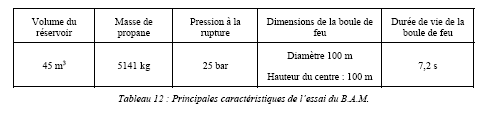 Volume du réservoir
Masse de propane
Pression à la rupture
Dimensions de la boule de feu
Durée de vie de la boule de feu
45 m³
5141 kg
25 bar
Diamètre 100 m
Hauteur du centre : 100 m
7,2 s
Tableau 12 : Principales caractéristiques de l'essai du B.A.M.